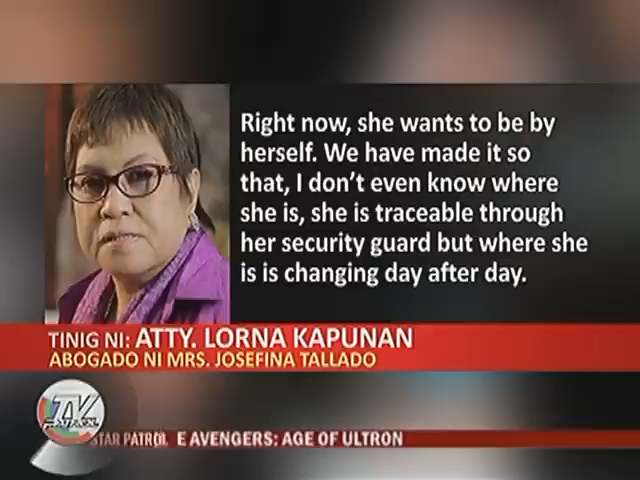 Right now, she wants to be by
herself. We have made it so
that, I don't even know where
she is, she is traceable through
her security guard but where she
is is changing day after day.
TINIG NI: ATTY. LORNA KAPUNAN
ABOGADO NI MRS. JOSEFINA TALLADO
TV
PATROL
STAR PATROL E AVENGERS: AGE OF ULTRON